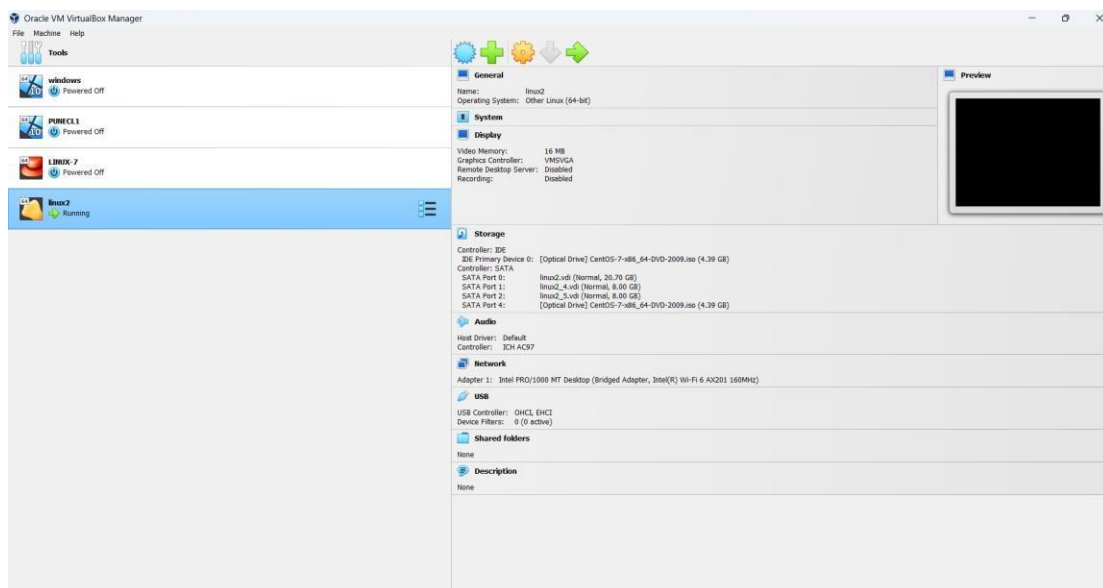 Oracle VM VirtualBox Manager
File Machine Help
Tools
windows
Powered Off
PUNECL1
Powered Off
LINUX-7
Powered Off
linux2
Running
General
Name: linux2
Operating System: Other Linux (64-bit)
System
Display
Video Memory: 16 MB
Graphics Controller: VMSVGA
Remote Desktop Server: Disabled
Recording: Disabled
Preview
Storage
Controller: IDE
IDE Primary Device 0: [Optical Drive] CentOS-7-x86_64-DVD-2009.iso (4.39 GB)
Controller: SATA
SATA Port 0: linux2.vdi (Normal, 20.70 GB)
SATA Port 1: linux2_4.vdi (Normal, 8.00 GB)
SATA Port 2: linux2_5.vdi (Normal, 8.00 GB)
SATA Port 4: [Optical Drive] CentOS-7-x86_64-DVD-2009.iso (4.39 GB)
Audio
Host Driver: Default
Controller: ICH AC97
Network
Adapter 1: Intel PRO/1000 MT Desktop (Bridged Adapter, Intel(R) Wi-Fi 6 AX201 160MHz)
USB
USB Controller: OHCI, EHCI
Device Filters: 0 (0 active)
Shared folders
None
Description
None